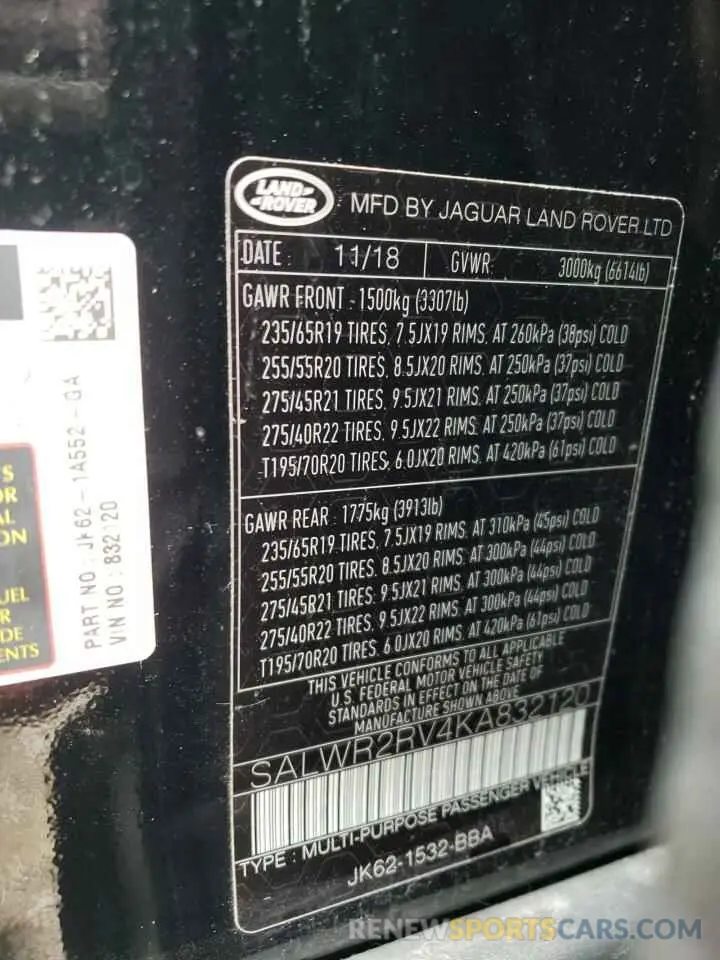 LAND
ROVER
MFD BY JAGUAR LAND ROVER LTD
DATE : 11/18 GVWR: 3000kg (6614lb)
GAWR FRONT : 1500kg (3307lb)
235/65R19 TIRES, 7.5JX19 RIMS, AT 260kPa (38psi) COLD
255/55R20 TIRES, 8.5JX20 RIMS, AT 250kPa (37psi) COLD
275/45R21 TIRES, 9.5JX21 RIMS, AT 250kPa (37psi) COLD
275/40R22 TIRES, 9.5JX22 RIMS, AT 250kPa (37psi) COLD
T195/70R20 TIRES, 6.0JX20 RIMS, AT 420kPa (61psi) COLD
GAWR REAR : 1775kg (3913lb)
235/65R19 TIRES, 7.5JX19 RIMS, AT 310kPa (45psi) COLD
255/55R20 TIRES, 8.5JX20 RIMS, AT 300kPa (44psi) COLD
275/45R21 TIRES, 9.5JX21 RIMS, AT 300kPa (44psi) COLD
275/40R22 TIRES, 9.5JX22 RIMS, AT 300kPa (44psi) COLD
T195/70R20 TIRES, 6.0JX20 RIMS, AT 420kPa (61psi) COLD
THIS VEHICLE CONFORMS TO ALL APPLICABLE
U.S. FEDERAL MOTOR VEHICLE SAFETY
STANDARDS IN EFFECT ON THE DATE OF
MANUFACTURE SHOWN ABOVE
SALWR2RV4KA832120
TYPE : MULTI-PURPOSE PASSENGER VEHICLE
JK62-1532-BBA
PART NO : JK62-1A552-GA
VIN NO : 832120
RENEWSPORTSCARS.COM